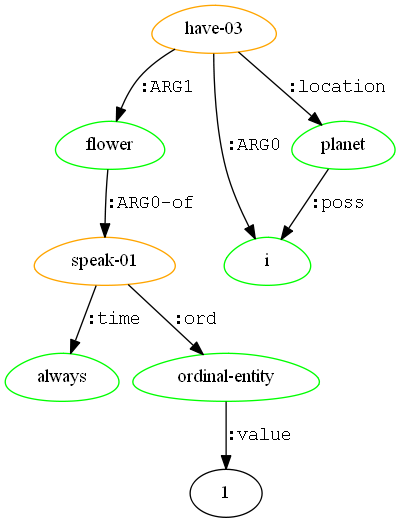 have-03
:ARG1
:ARG0
:location
flower
planet
:ARG0-of
:poss
speak-01
i
:time
:ord
always
ordinal-entity
:value
1